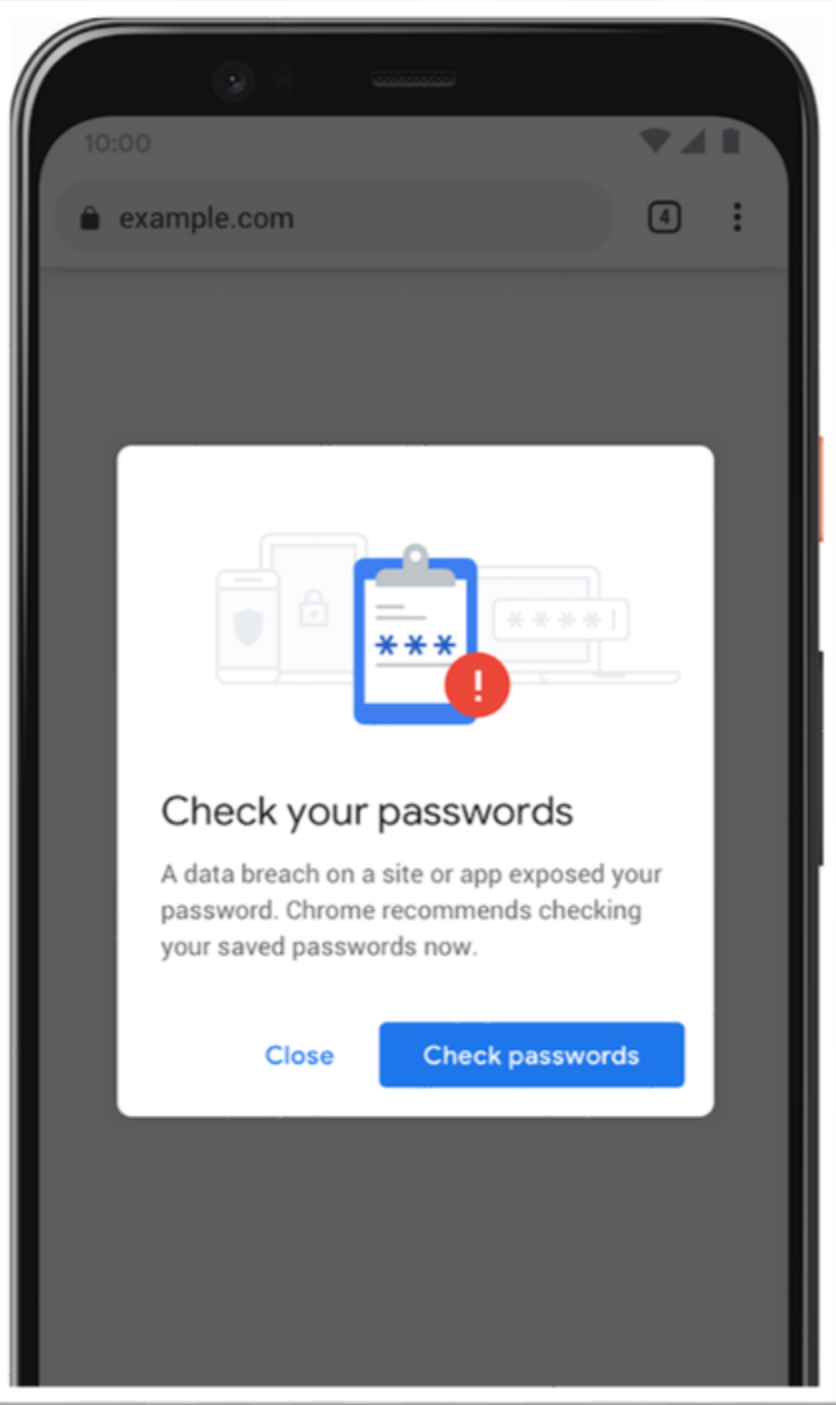 10:00
example.com
4
* * *
* * * *
!
Check your passwords
A data breach on a site or app exposed your
password. Chrome recommends checking
your saved passwords now.
Close
Check passwords